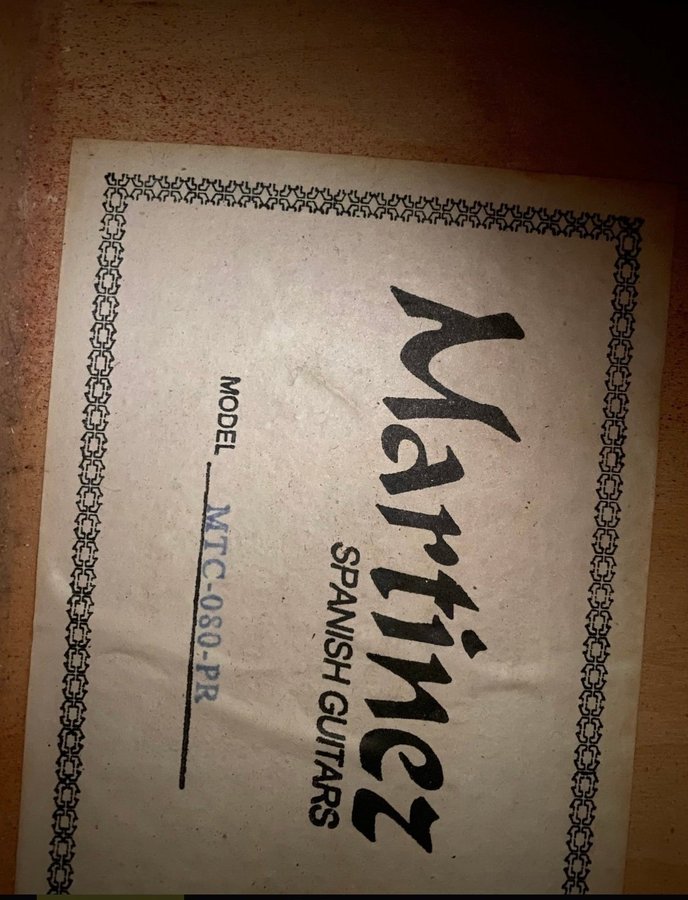 Martinez
SPANISH GUITARS
MODEL MTC-080-PR